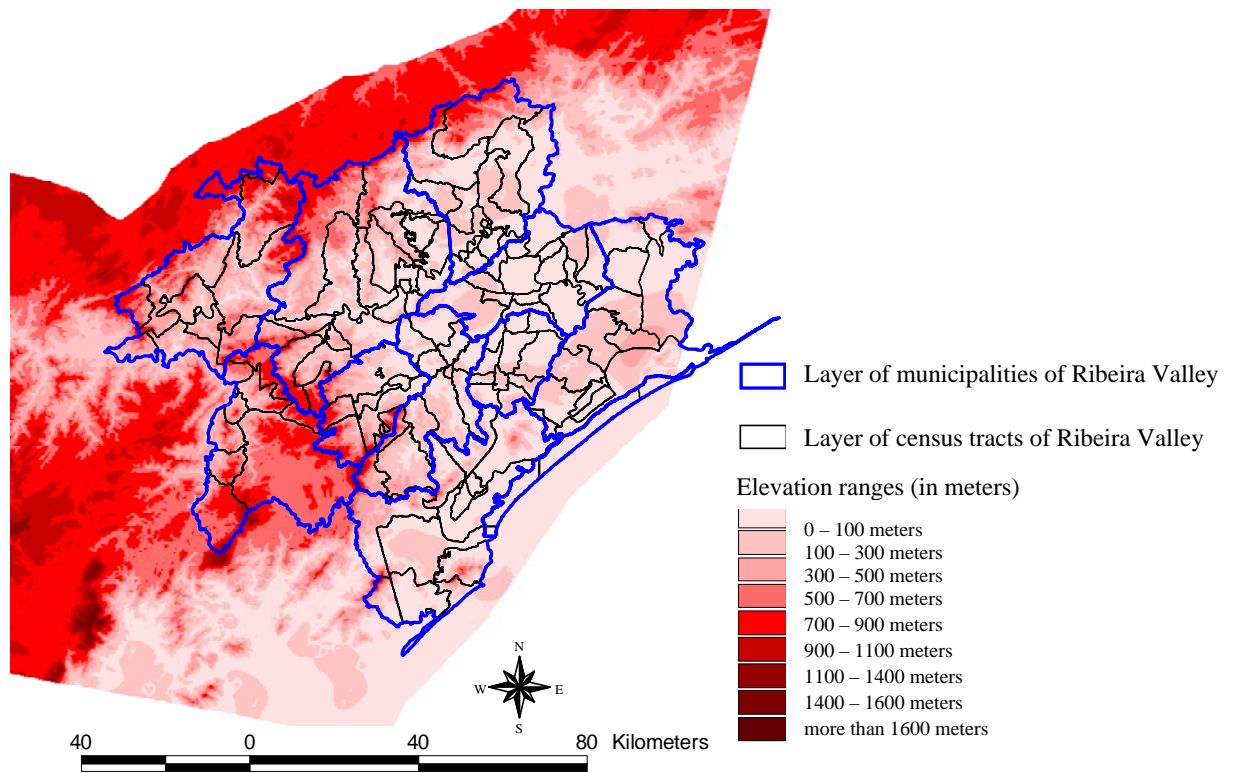 Layer of municipalities of Ribeira Valley
Layer of census tracts of Ribeira Valley
Elevation ranges (in meters)
0 – 100 meters
100 – 300 meters
300 – 500 meters
500 – 700 meters
700 – 900 meters
900 – 1100 meters
1100 – 1400 meters
1400 – 1600 meters
more than 1600 meters
N
W E
S
40 0 40 80 Kilometers